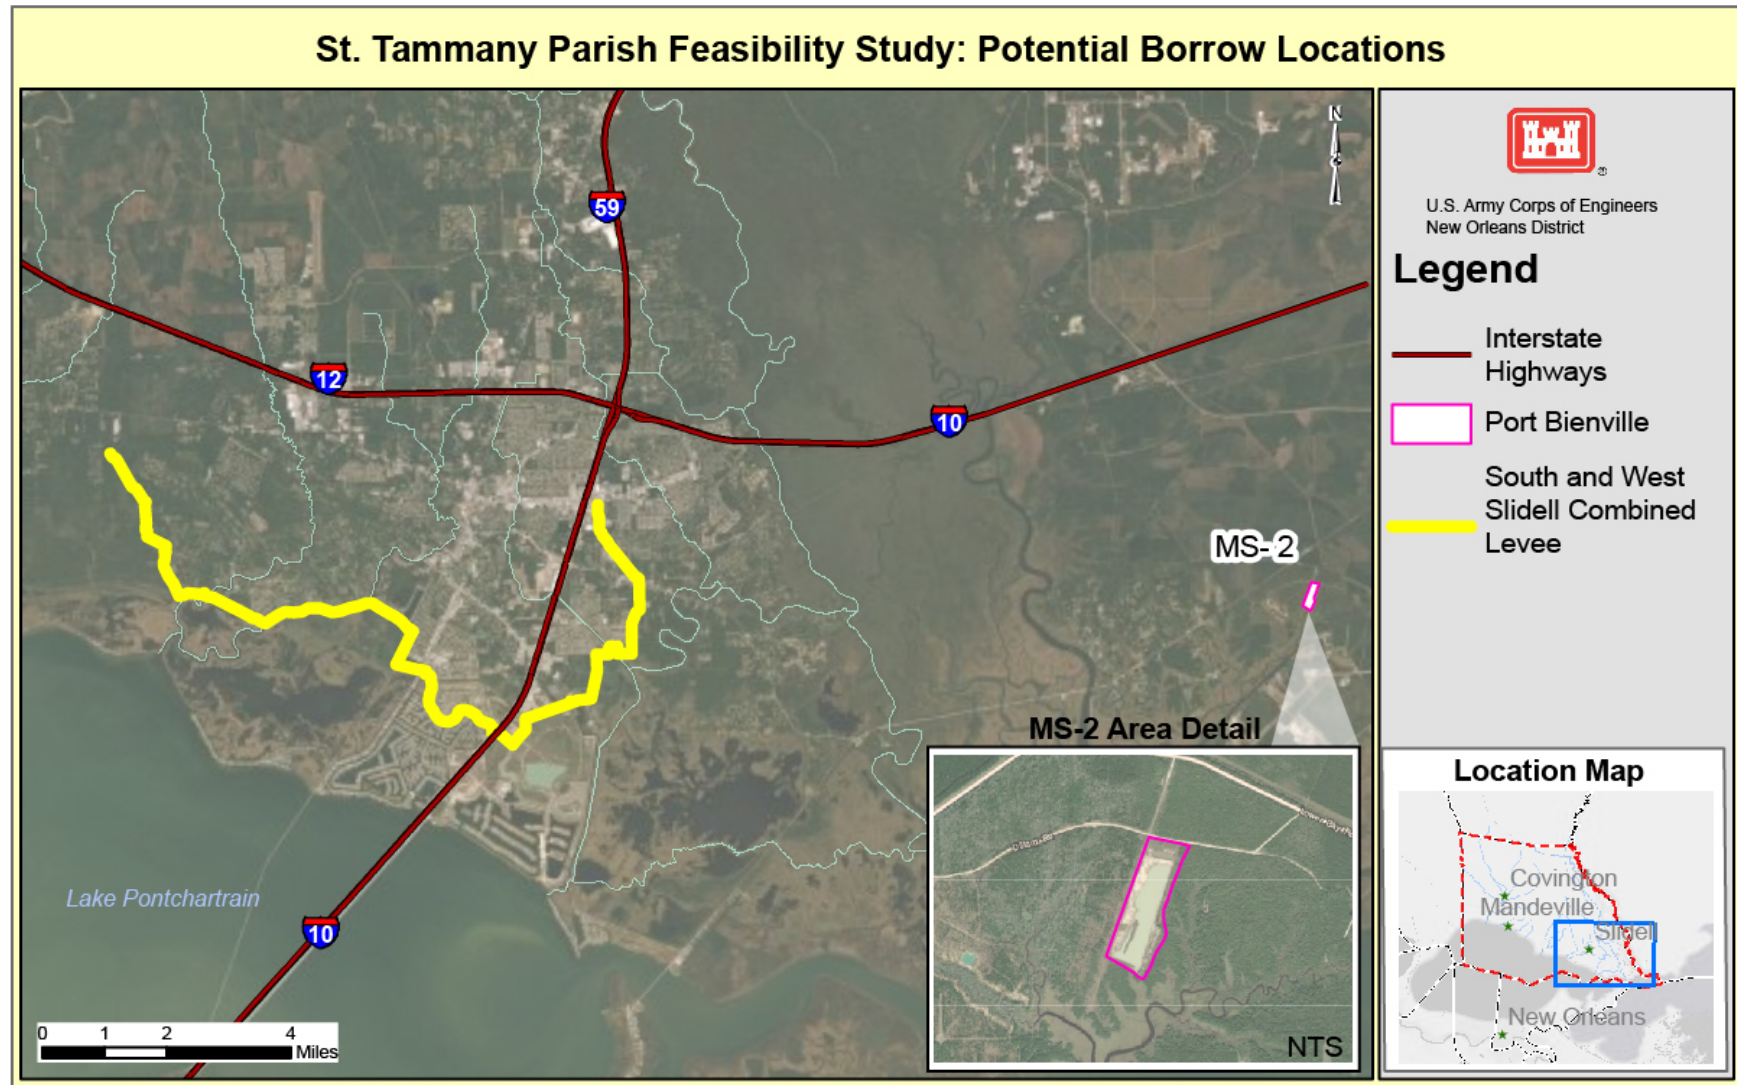 St. Tammany Parish Feasibility Study: Potential Borrow Locations
N
59
12
10
MS-2
MS-2 Area Detail
NTS
Lake Pontchartrain
10
0 1 2 4
Miles
®
U.S. Army Corps of Engineers
New Orleans District
Legend
Interstate
Highways
Port Bienville
South and West
Slidell Combined
Levee
Location Map
Covington
Mandeville
Slidell
New Orleans